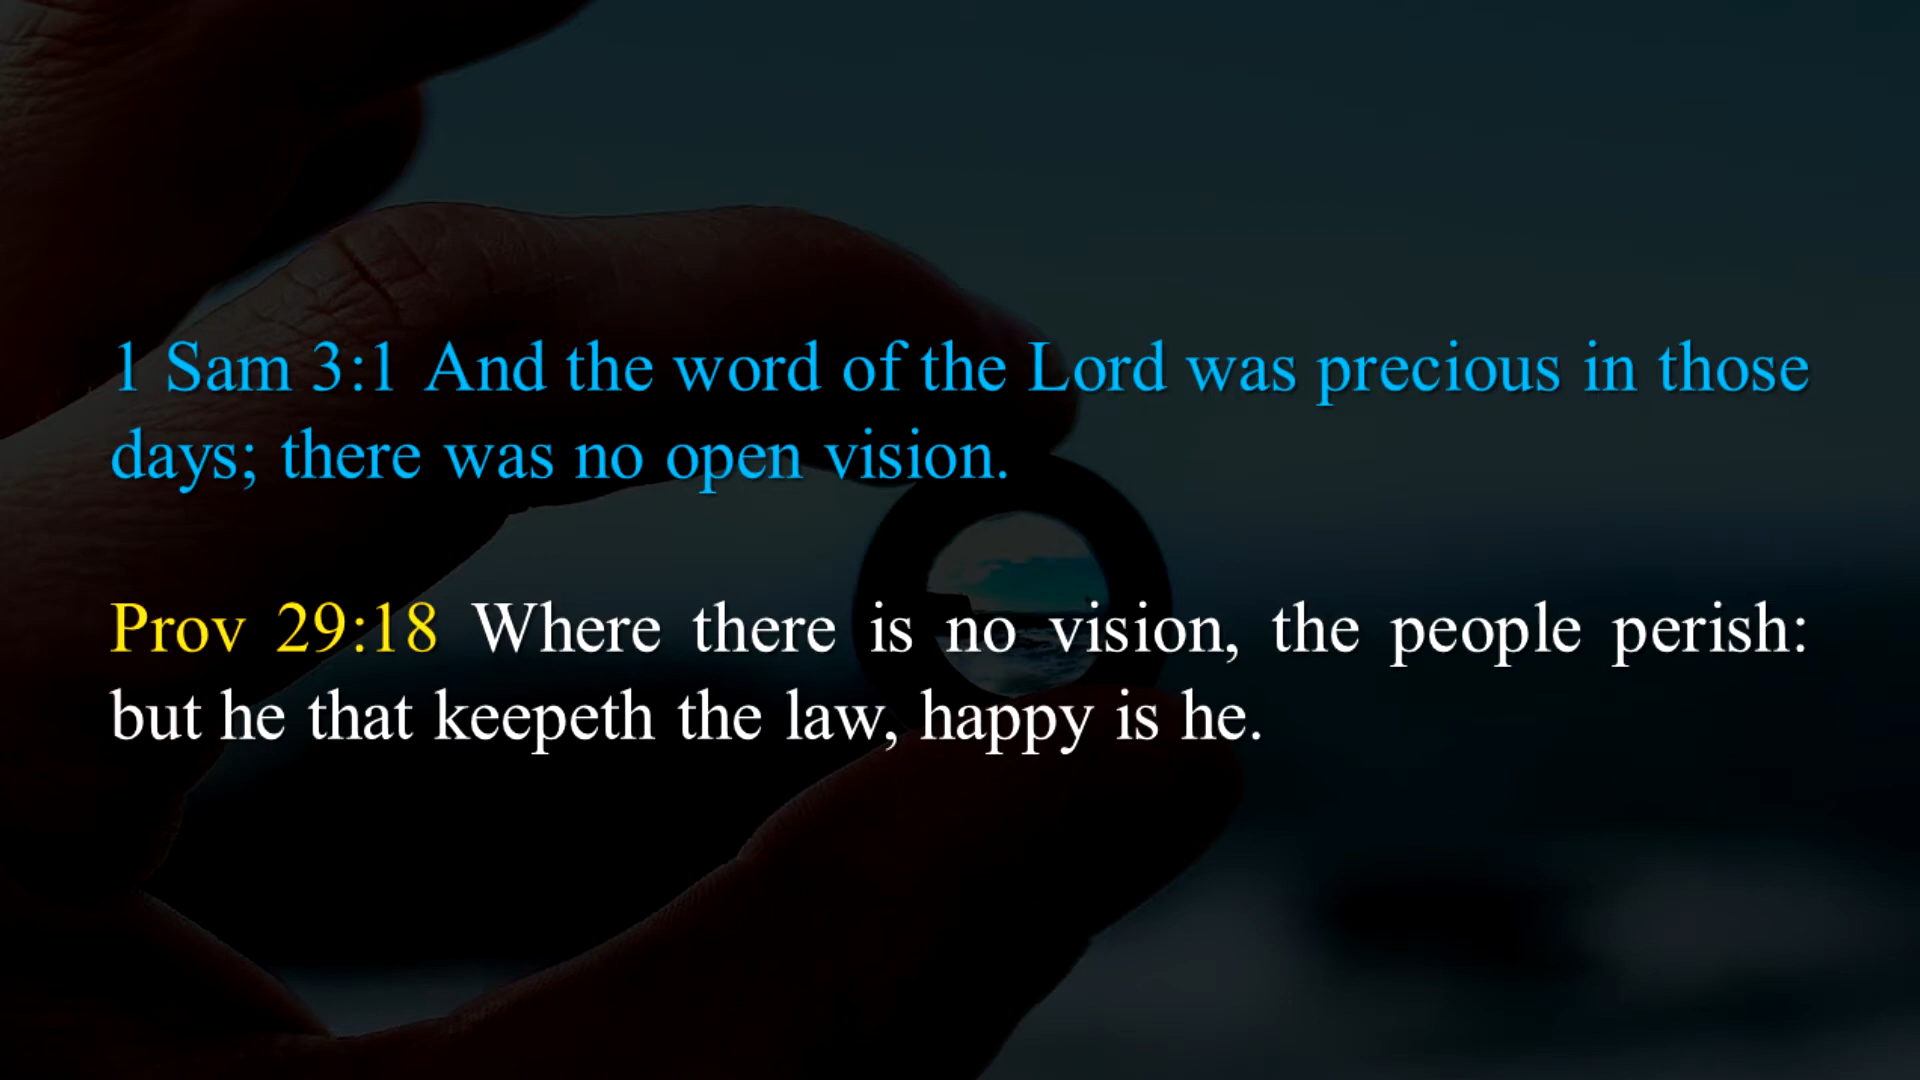 1 Sam 3:1 And the word of the Lord was precious in those
days; there was no open vision.
Prov 29:18 Where there is no vision, the people perish:
but he that keepeth the law, happy is he.